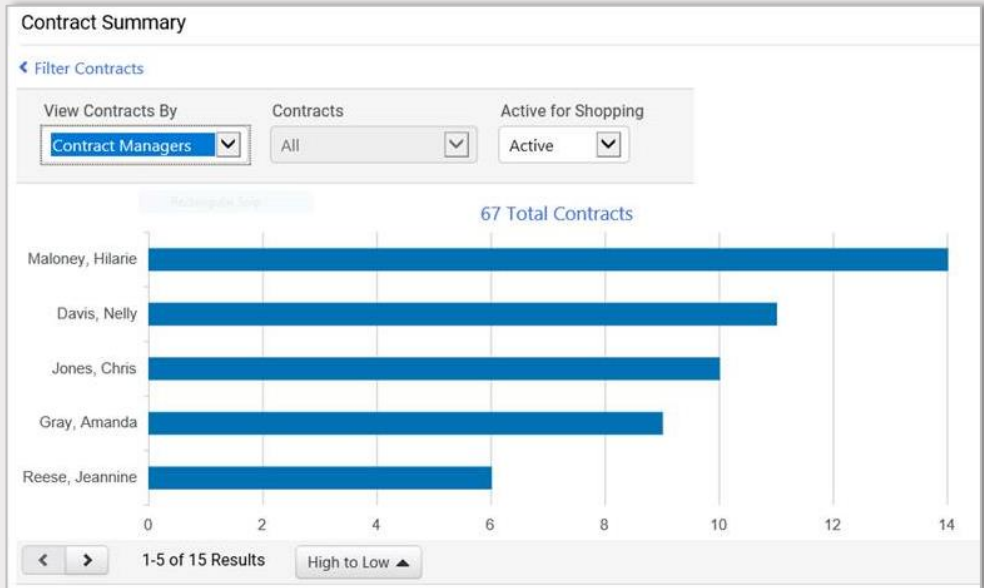 Contract Summary
Filter Contracts
View Contracts By Contracts Active for Shopping
Contract Managers All Active
67 Total Contracts
Maloney, Hilarie
Davis, Nelly
Jones, Chris
Gray, Amanda
Reese, Jeannine
0 2 4 6 8 10 12 14
1-5 of 15 Results High to Low